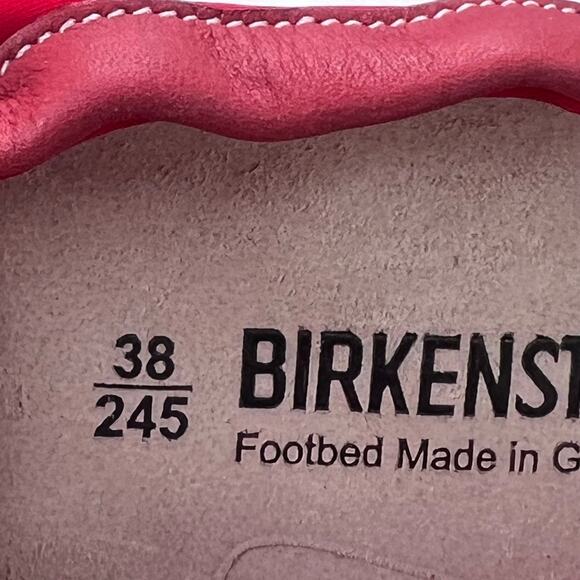 38
245
BIRKENST
Footbed Made in G